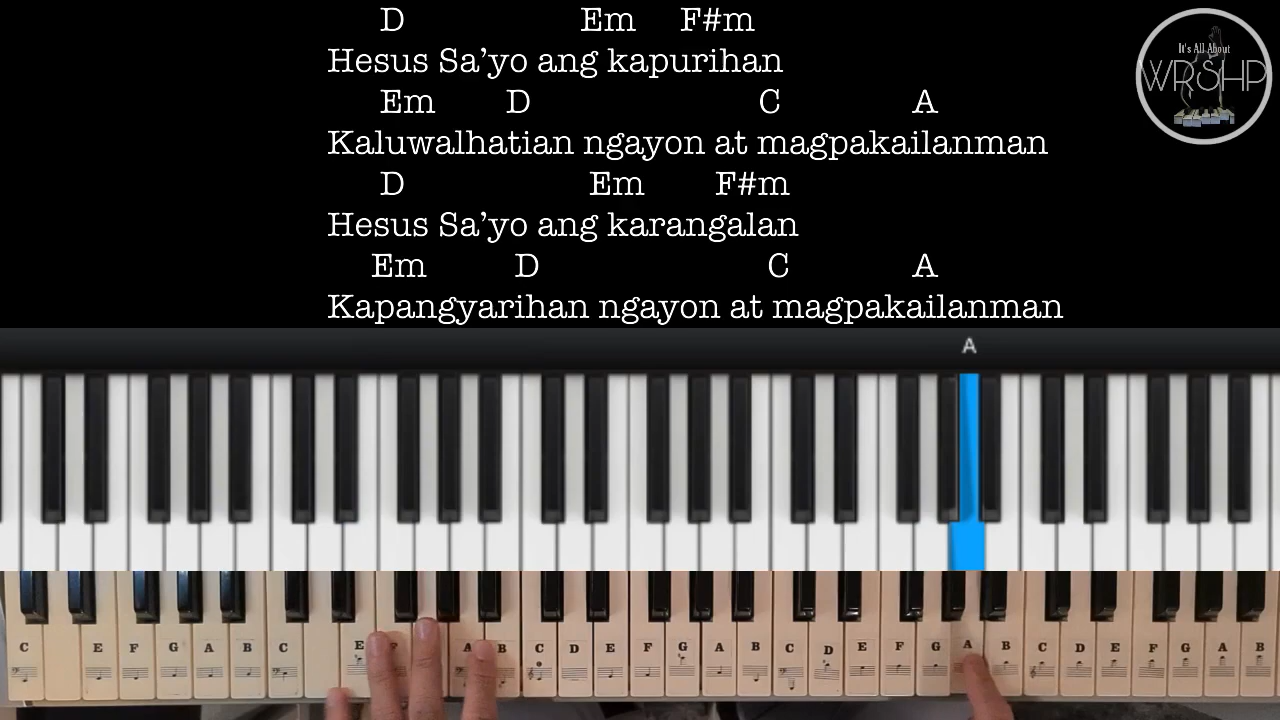 D Em F#m
Hesus Sa'yo ang kapurihan
Em D C A
Kaluwalhatian ngayon at magpakailanman
D Em F#m
Hesus Sa'yo ang karangalan
Em D C A
Kapangyarihan ngayon at magpakailanman
It's All About
WRSHP
A
C E F G A B C E F A B C D E F G A B C D E F G A B C D E F G A B